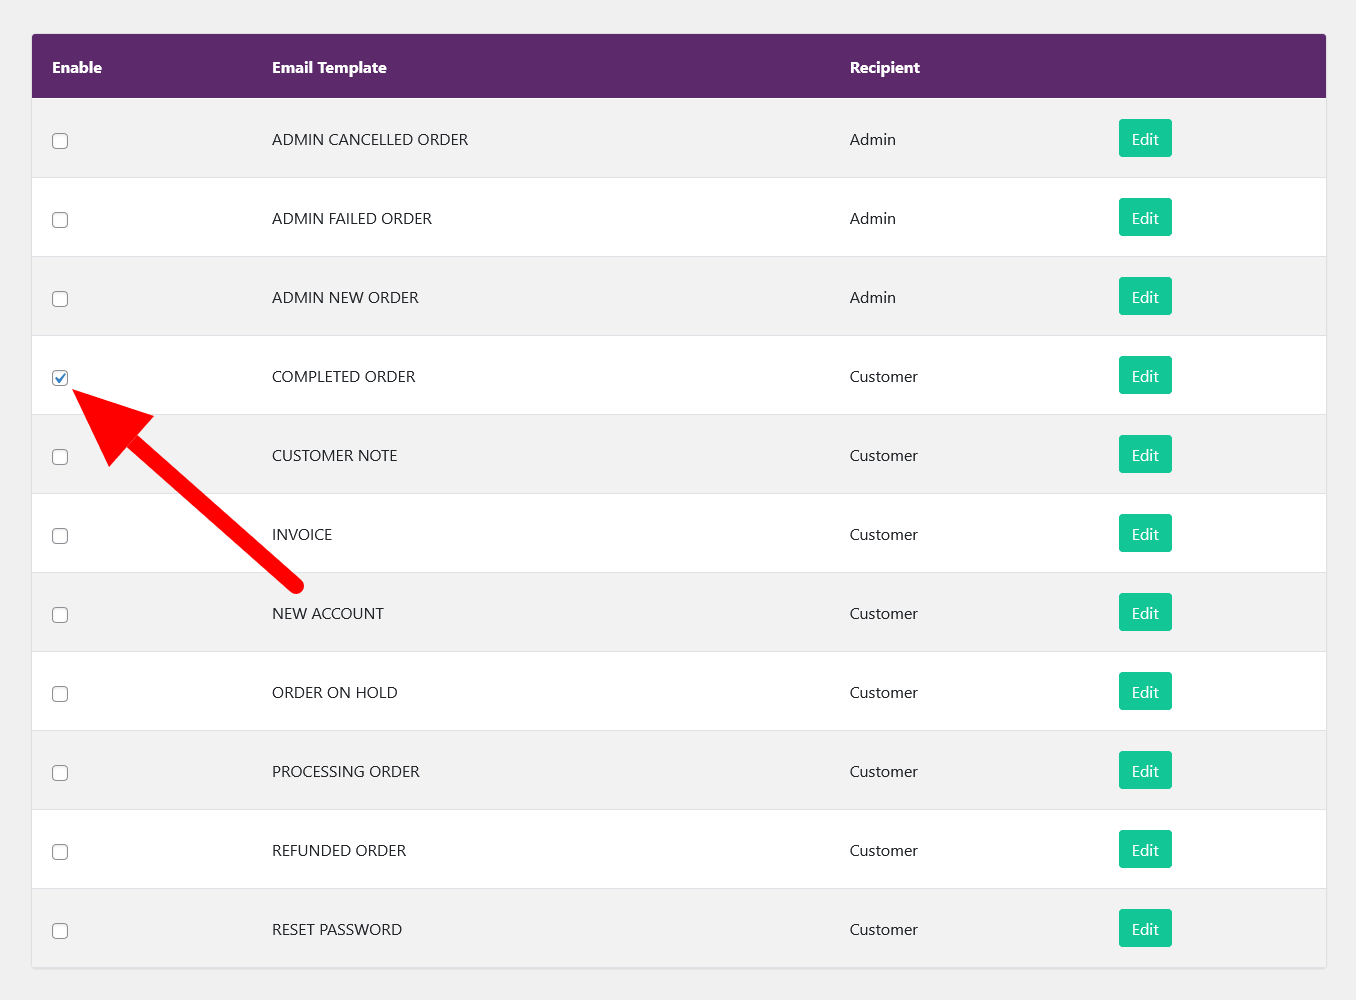 Enable Email Template Recipient
ADMIN CANCELLED ORDER Admin Edit
ADMIN FAILED ORDER Admin Edit
ADMIN NEW ORDER Admin Edit
COMPLETED ORDER Customer Edit
CUSTOMER NOTE Customer Edit
INVOICE Customer Edit
NEW ACCOUNT Customer Edit
ORDER ON HOLD Customer Edit
PROCESSING ORDER Customer Edit
REFUNDED ORDER Customer Edit
RESET PASSWORD Customer Edit